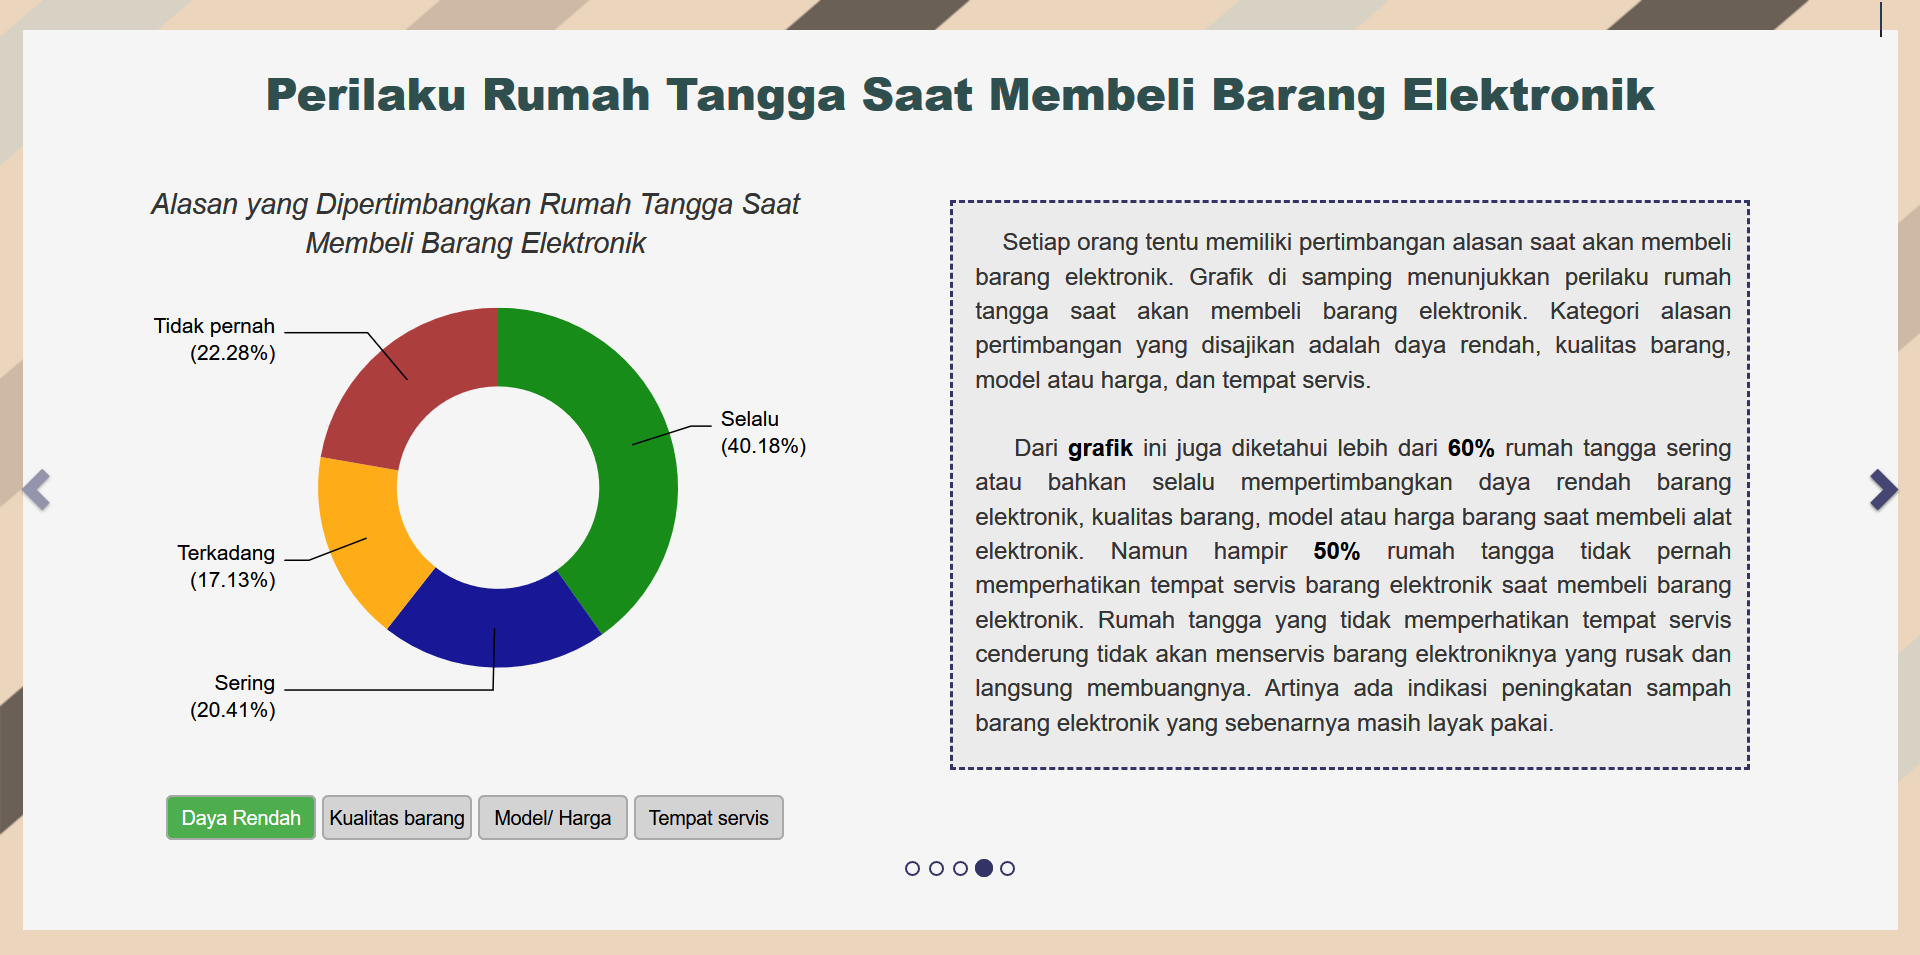 Perilaku Rumah Tangga Saat Membeli Barang Elektronik
Alasan yang Dipertimbangkan Rumah Tangga Saat
Membeli Barang Elektronik
Tidak pernah
(22.28%)
Selalu
(40.18%)
Terkadang
(17.13%)
Sering
(20.41%)
Daya Rendah
Kualitas barang
Model/ Harga
Tempat servis
Setiap orang tentu memiliki pertimbangan alasan saat akan membeli
barang elektronik. Grafik di samping menunjukkan perilaku rumah
tangga saat akan membeli barang elektronik. Kategori alasan
pertimbangan yang disajikan adalah daya rendah, kualitas barang,
model atau harga, dan tempat servis.
Dari grafik ini juga diketahui lebih dari 60% rumah tangga sering
atau bahkan selalu mempertimbangkan daya rendah barang
elektronik, kualitas barang, model atau harga barang saat membeli alat
elektronik. Namun hampir 50% rumah tangga tidak pernah
memperhatikan tempat servis barang elektronik saat membeli barang
elektronik. Rumah tangga yang tidak memperhatikan tempat servis
cenderung tidak akan menservis barang elektroniknya yang rusak dan
langsung membuangnya. Artinya ada indikasi peningkatan sampah
barang elektronik yang sebenarnya masih layak pakai.